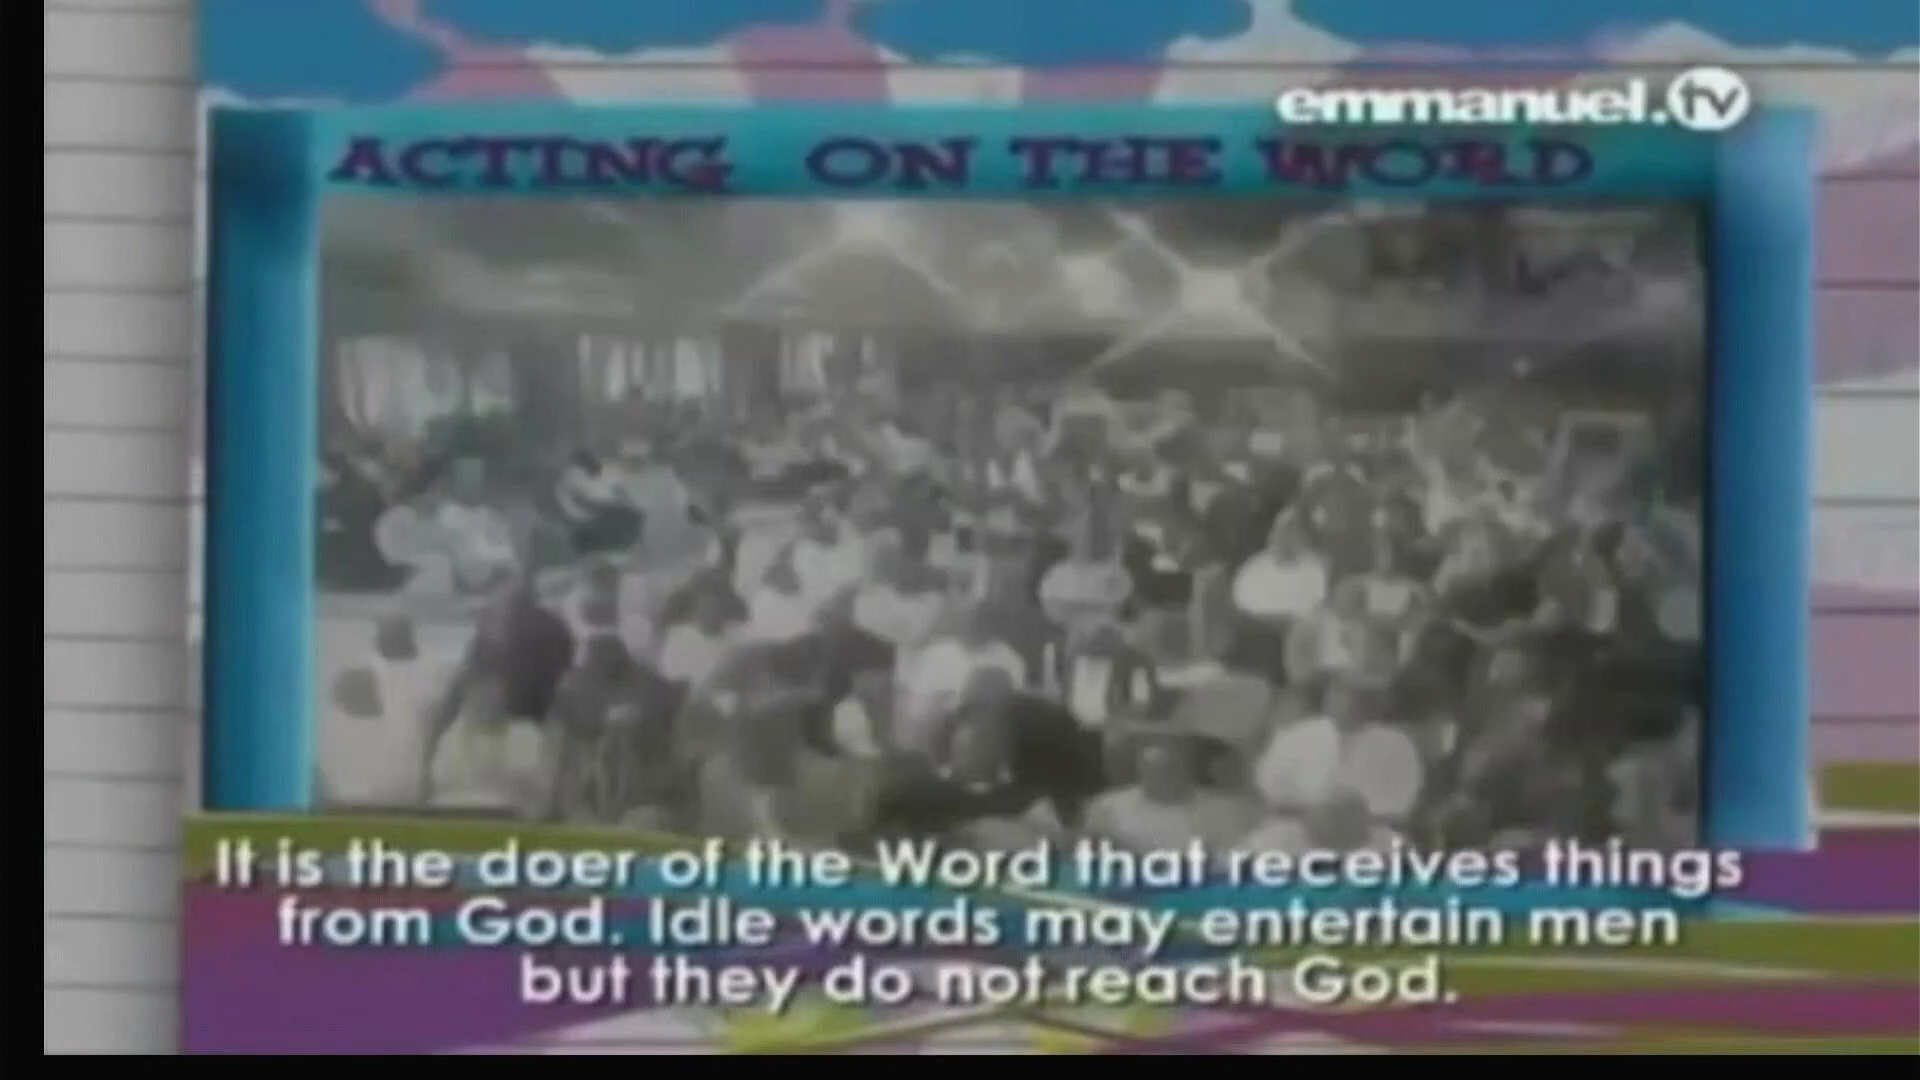 emmanuel.tv
ACTING ON THE WORD
It is the doer of the Word that receives things
from God. Idle words may entertain men
but they do not reach God.